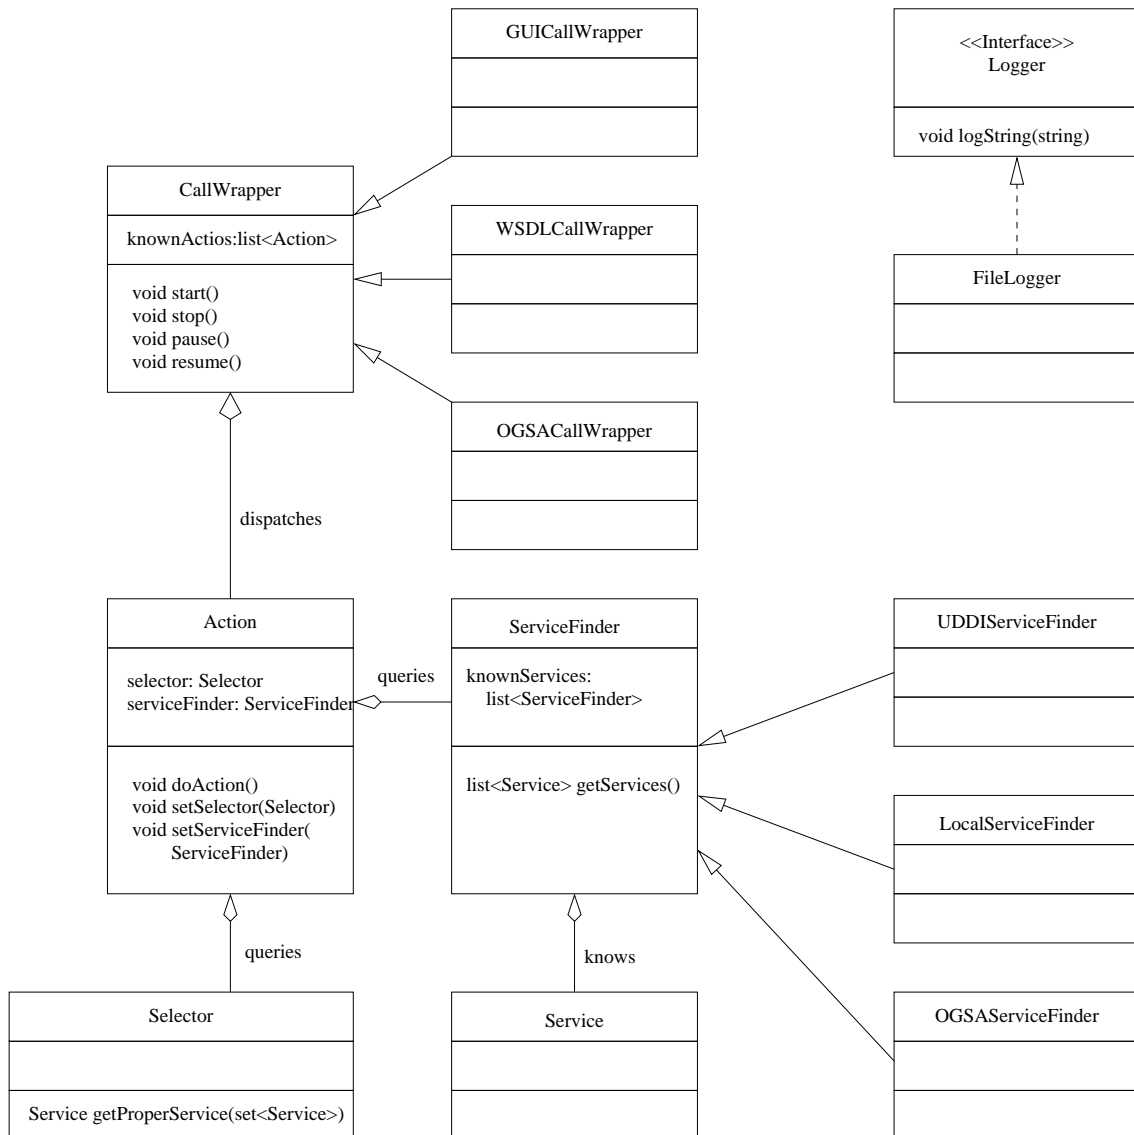 GUICallWrapper
<<Interface>>
Logger
void logString(string)
CallWrapper
knownActios:list<Action>
void start()
void stop()
void pause()
void resume()
WSDLCallWrapper
FileLogger
OGSACallWrapper
dispatches
Action
selector: Selector
serviceFinder: ServiceFinder
void doAction()
void setSelector(Selector)
void setServiceFinder(
ServiceFinder)
queries
ServiceFinder
knownServices:
list<ServiceFinder>
list<Service> getServices()
UDDIServiceFinder
LocalServiceFinder
queries
knows
Selector
Service getProperService(set<Service>)
Service
OGSAServiceFinder